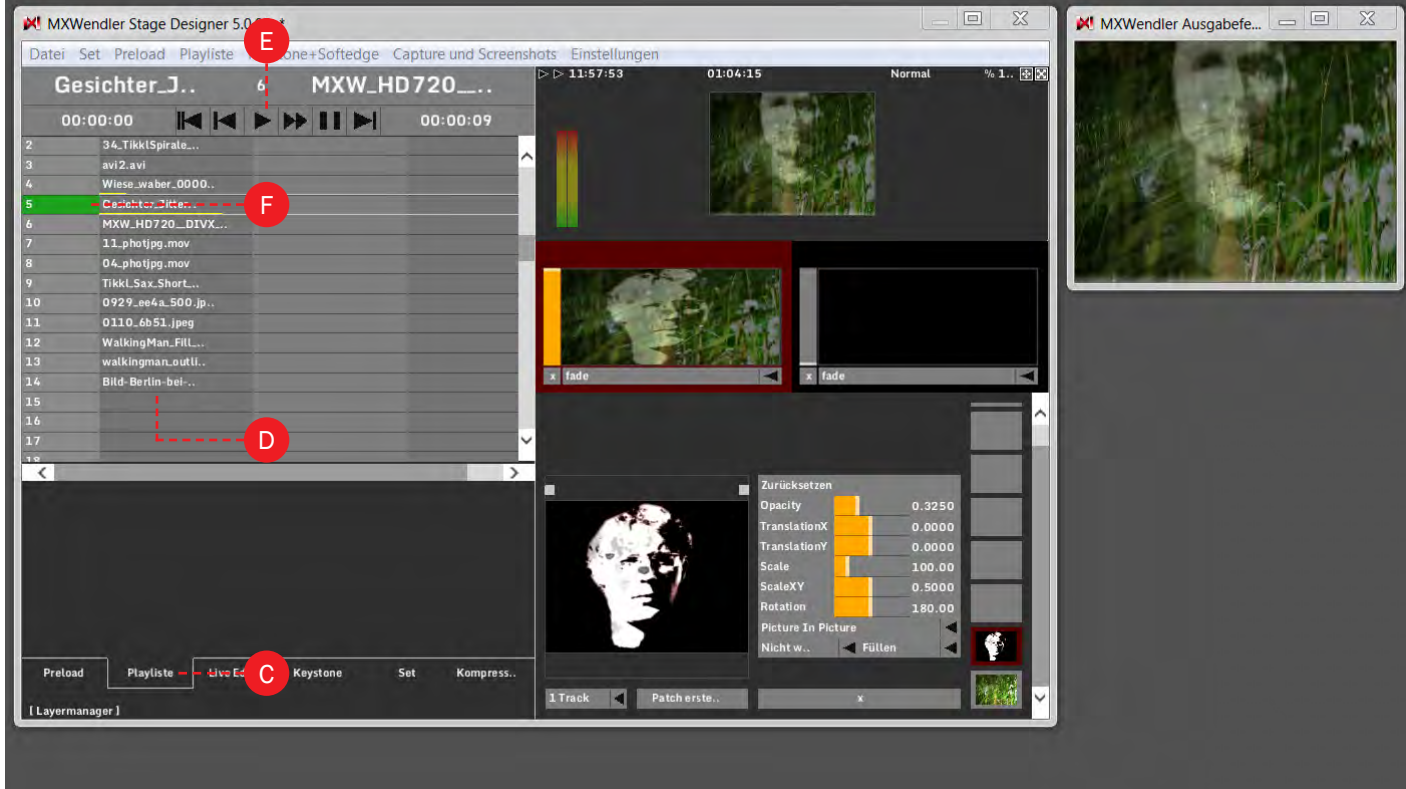 MXWendler Stage Designer 5.0
MXWendler Ausgabefe...
Datei Set Preload Playliste one+Softedge Capture und Screenshots Einstellungen
E
Gesichter_J.. 6 MXW_HD720__..
00:00:00 00:00:09
11:57:53 01:04:15 Normal % 1..
2 34_TikklSpirale_..
3 avi2.avi
4 Wiese_waber_0000..
5 Gesichter_Jitter..
F
6 MXW_HD720__DIVX_..
7 11_photjpg.mov
8 04_photjpg.mov
9 Tikkl_Sax_Short_..
10 0929_ee4a_500.jp..
11 0110_6b51.jpeg
12 WalkingMan_Fill_..
13 walkingman_outli..
14 Bild-Berlin-bei-..
15
16
17
18
D
x fade
x fade
Zurücksetzen
Opacity 0.3250
TranslationX 0.0000
TranslationY 0.0000
Scale 100.00
ScaleXY 0.5000
Rotation 180.00
Picture In Picture
Nicht w.. Füllen
Preload Playliste Live Ed Keystone Set Kompress..
C
1 Track Patch erste.. x
[ Layermanager ]